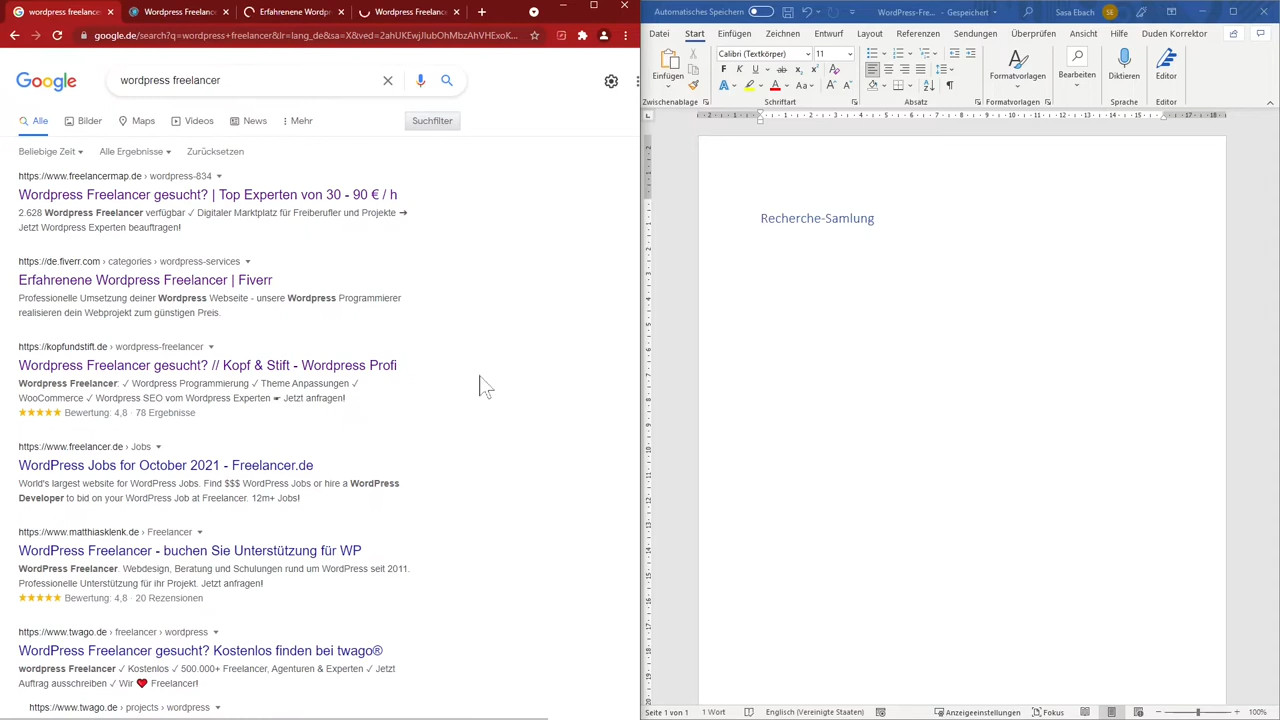 wordpress freelancer
Wordpress Freelancer
Erfahrenene Wordpr
Wordpress Freelanc
google.de/search?q=wordpress+freelancer&lr=lang_de&sa=X&ved=2ahUKEwjJlubOhMbzAhVHExoK...
Google
wordpress freelancer
Alle
Bilder
Maps
Videos
News
Mehr
Suchfilter
Beliebige Zeit
Alle Ergebnisse
Zurücksetzen
https://www.freelancermap.de › wordpress-834
Wordpress Freelancer gesucht? | Top Experten von 30 - 90 € / h
2.628 Wordpress Freelancer verfügbar ✓ Digitaler Marktplatz für Freiberufler und Projekte ➔
Jetzt Wordpress Experten beauftragen!
https://de.fiverr.com › categories › wordpress-services
Erfahrenene Wordpress Freelancer | Fiverr
Professionelle Umsetzung deiner Wordpress Webseite - unsere Wordpress Programmierer
realisieren dein Webprojekt zum günstigen Preis.
https://kopfundstift.de › wordpress-freelancer
Wordpress Freelancer gesucht? // Kopf & Stift - Wordpress Profi
Wordpress Freelancer: ✓ Wordpress Programmierung ✓ Theme Anpassungen ✓
WooCommerce ✓ Wordpress SEO vom Wordpress Experten ☛ Jetzt anfragen!
★★★★★ Bewertung: 4,8 · 78 Ergebnisse
https://www.freelancer.de › Jobs
WordPress Jobs for October 2021 - Freelancer.de
World's largest website for WordPress Jobs. Find $$$ WordPress Jobs or hire a WordPress
Developer to bid on your WordPress Job at Freelancer. 12m+ Jobs!
https://www.matthiasklenk.de › Freelancer
WordPress Freelancer - buchen Sie Unterstützung für WP
WordPress Freelancer. Webdesign, Beratung und Schulungen rund um WordPress seit 2011.
Professionelle Unterstützung für ihr Projekt. Jetzt anfragen!
★★★★★ Bewertung: 4,8 · 20 Rezensionen
https://www.twago.de › freelancer › wordpress
WordPress Freelancer gesucht? Kostenlos finden bei twago®
wordpress Freelancer ✓ Kostenlos ✓ 500.000+ Freelancer, Agenturen & Experten ✓ Jetzt
Auftrag ausschreiben ✓ Wir ❤ Freelancer!
https://www.twago.de › projects › wordpress
Automatisches Speichern
WordPress-Fre... - Gespeichert
Sasa Ebach
SE
Datei
Start
Einfügen
Zeichnen
Entwurf
Layout
Referenzen
Sendungen
Überprüfen
Ansicht
Hilfe
Duden Korrektor
Einfügen
Calibri (Textkörper)
11
F K U ab x₂ x²
Formatvorlagen
Bearbeiten
Diktieren
Editor
Zwischenablage
Schriftart
Absatz
Formatvorlagen
Sprache
Editor
Recherche-Samlung
Seite 1 von 1
1 Wort
Englisch (Vereinigte Staaten)
Anzeigeeinstellungen
Fokus
100%